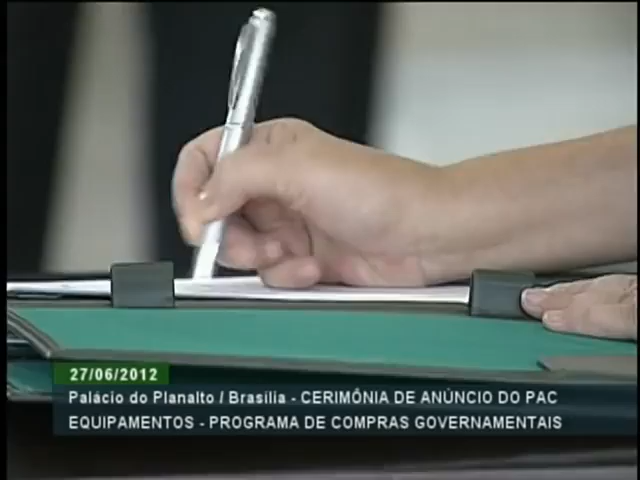 27/06/2012
Palácio do Planalto / Brasília - CERIMÔNIA DE ANÚNCIO DO PAC
EQUIPAMENTOS - PROGRAMA DE COMPRAS GOVERNAMENTAIS